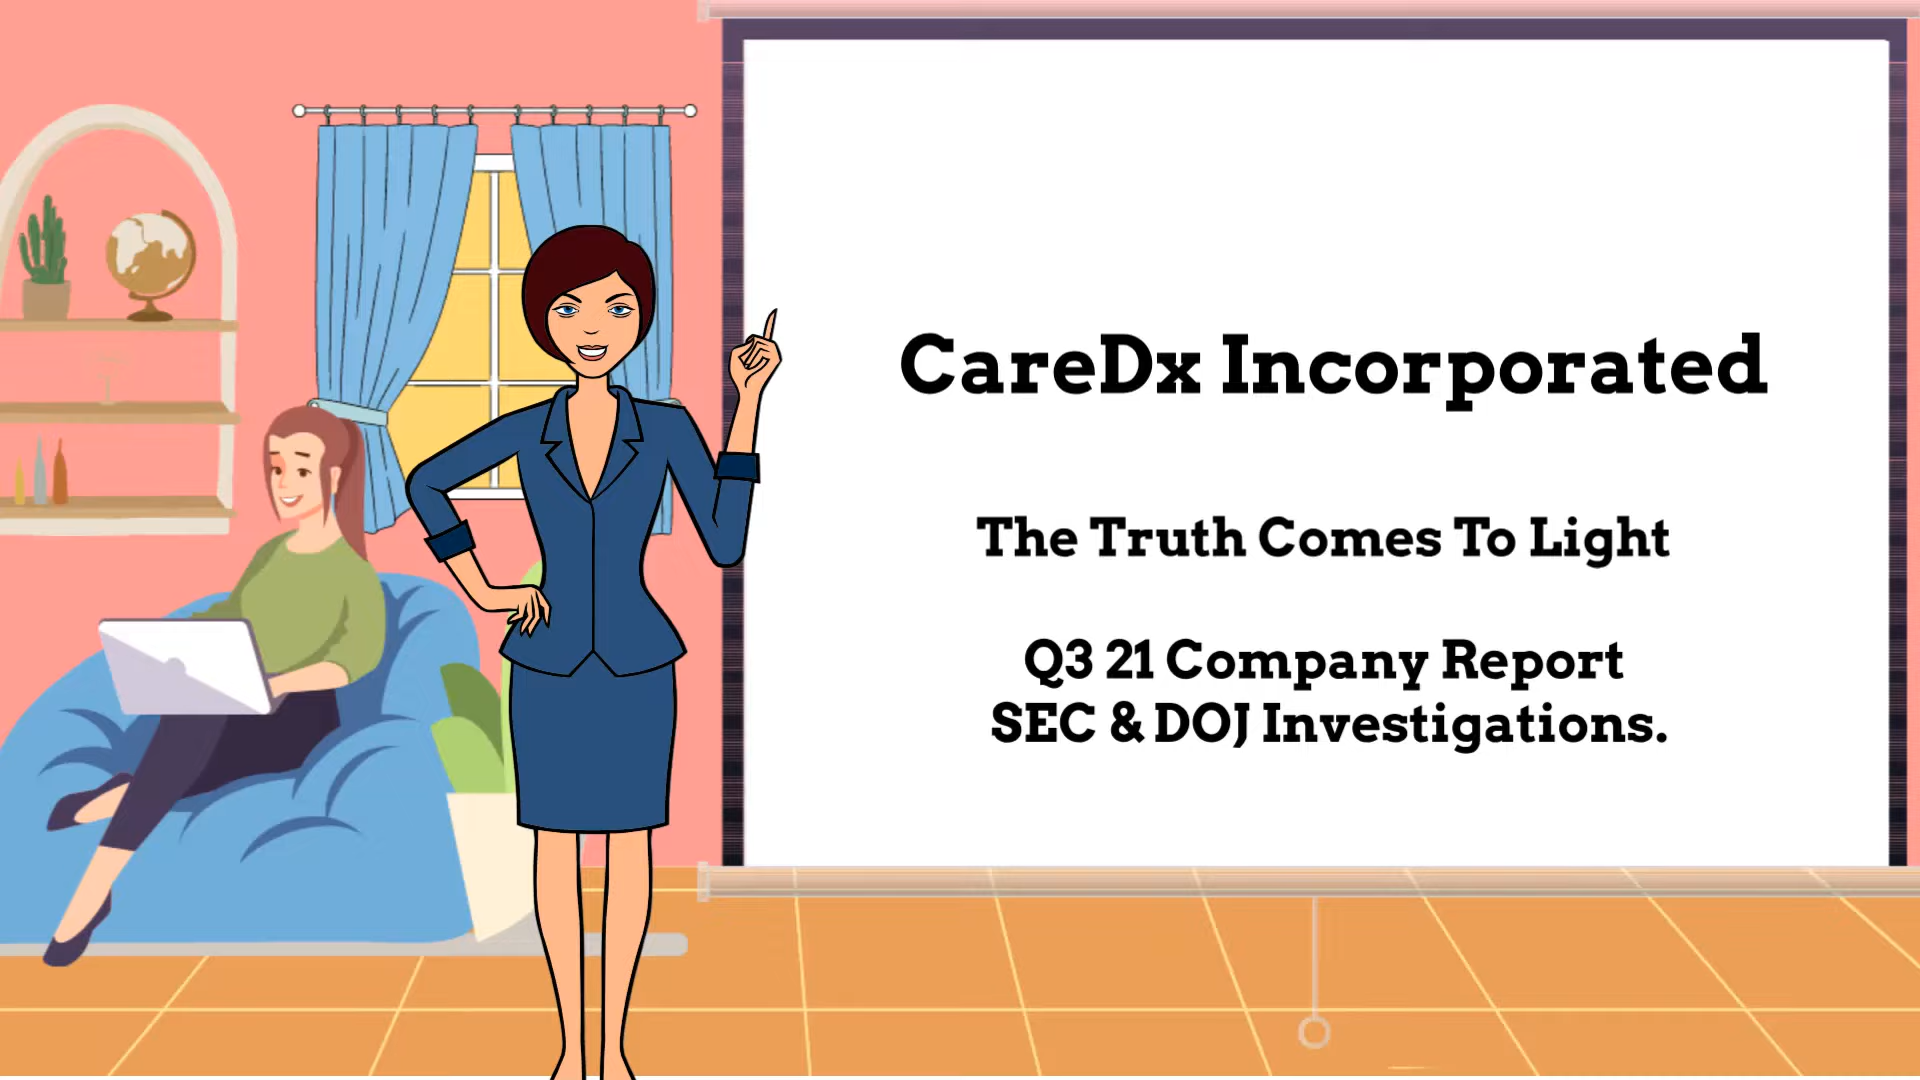 CareDx Incorporated
The Truth Comes To Light
Q3 21 Company Report
SEC & DOJ Investigations.